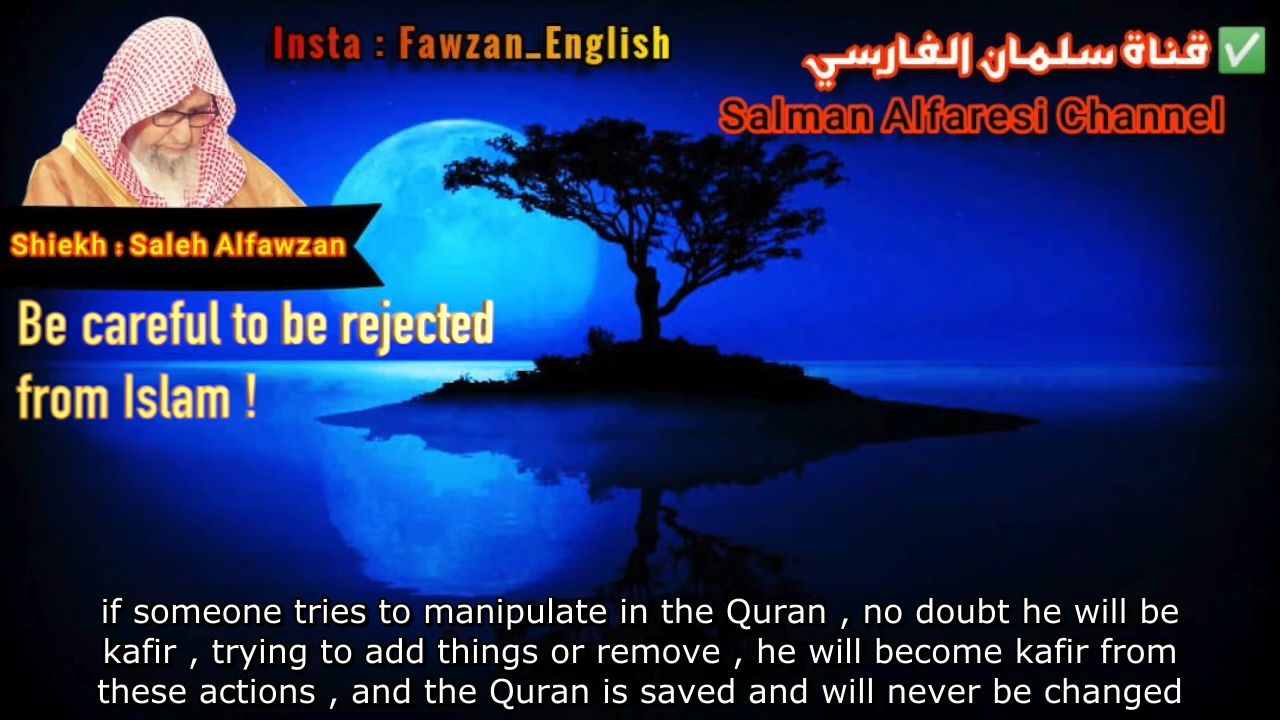 Insta : Fawzan_English
قناة سلمان الفارسي
Salman Alfaresi Channel
Shiekh : Saleh Alfawzan
Be careful to be rejected
from Islam !
if someone tries to manipulate in the Quran , no doubt he will be
kafir , trying to add things or remove , he will become kafir from
these actions , and the Quran is saved and will never be changed